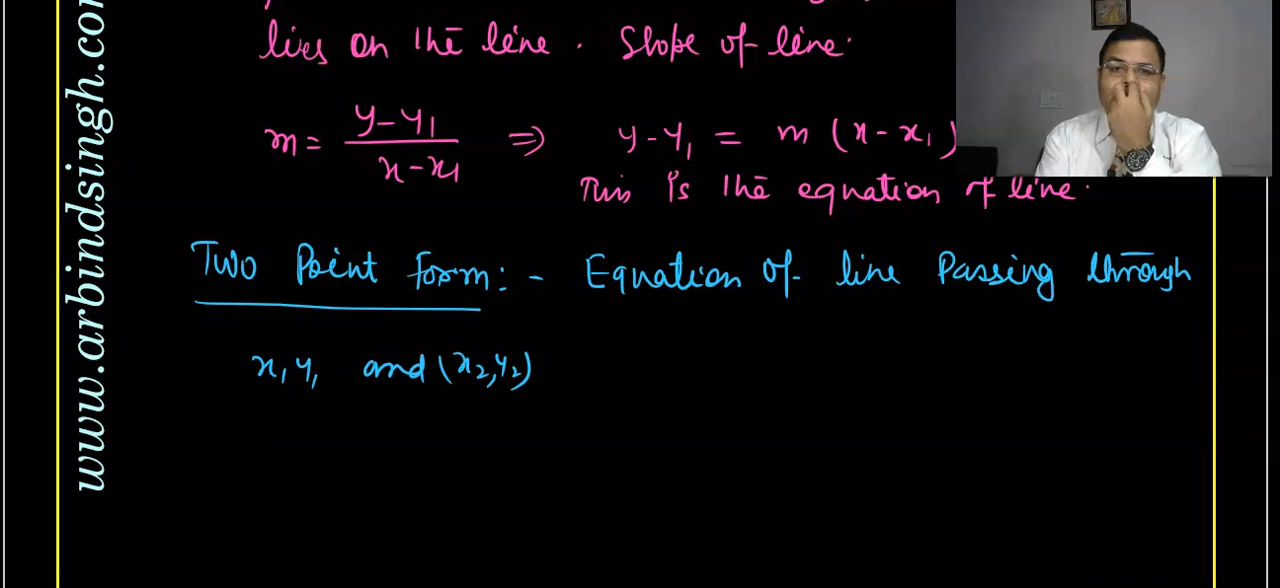 lies on the line. Slope of line.
m = y-y₁ / x-x₁ ⇒ y-y₁ = m (x-x₁)
This is the equation of line.
Two Point form:- Equation of line Passing through
x₁ y₁ and (x₂,y₂)
www.arbindsingh.co